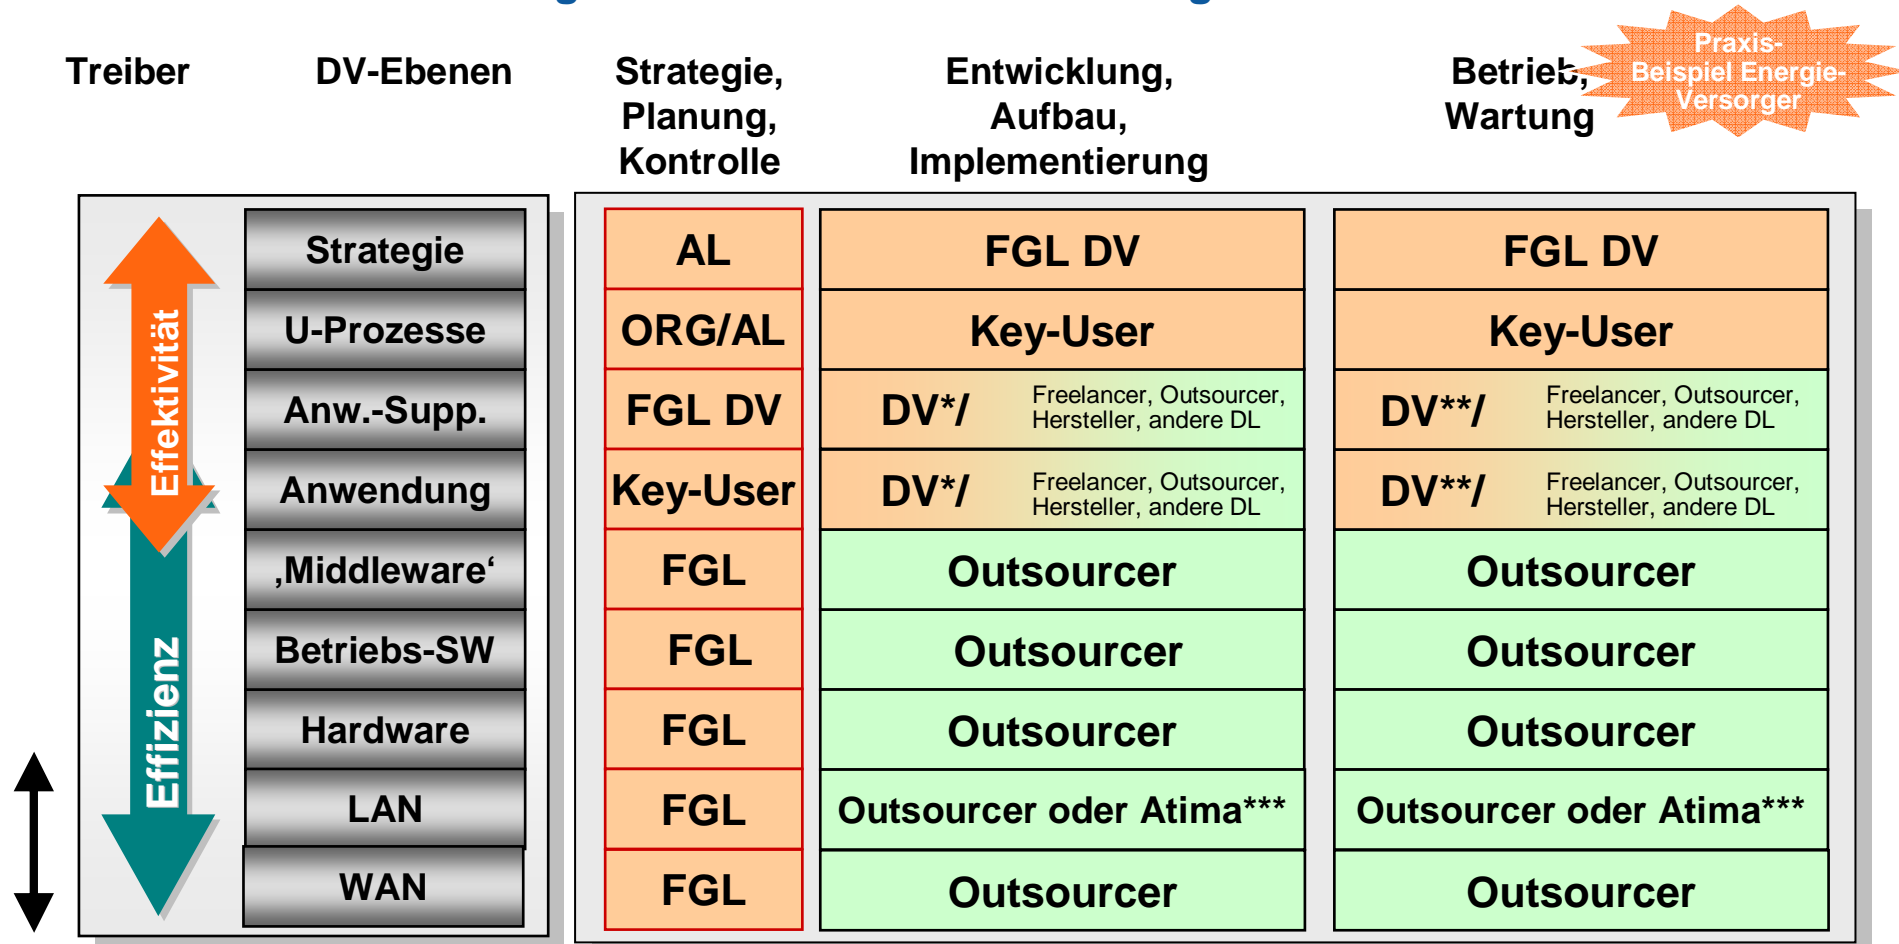 Treiber
DV-Ebenen
Strategie,
Planung,
Kontrolle
Entwicklung,
Aufbau,
Implementierung
Betrieb,
Wartung
Praxis-
Beispiel Energie-
Versorger
Effektivität
Effizienz
Strategie
AL
FGL DV
FGL DV
U-Prozesse
ORG/AL
Key-User
Key-User
Anw.-Supp.
FGL DV
DV*/
Freelancer, Outsourcer,
Hersteller, andere DL
DV**/
Freelancer, Outsourcer,
Hersteller, andere DL
Anwendung
Key-User
DV*/
Freelancer, Outsourcer,
Hersteller, andere DL
DV**/
Freelancer, Outsourcer,
Hersteller, andere DL
‚Middleware‘
FGL
Outsourcer
Outsourcer
Betriebs-SW
FGL
Outsourcer
Outsourcer
Hardware
FGL
Outsourcer
Outsourcer
LAN
FGL
Outsourcer oder Atima***
Outsourcer oder Atima***
WAN
FGL
Outsourcer
Outsourcer